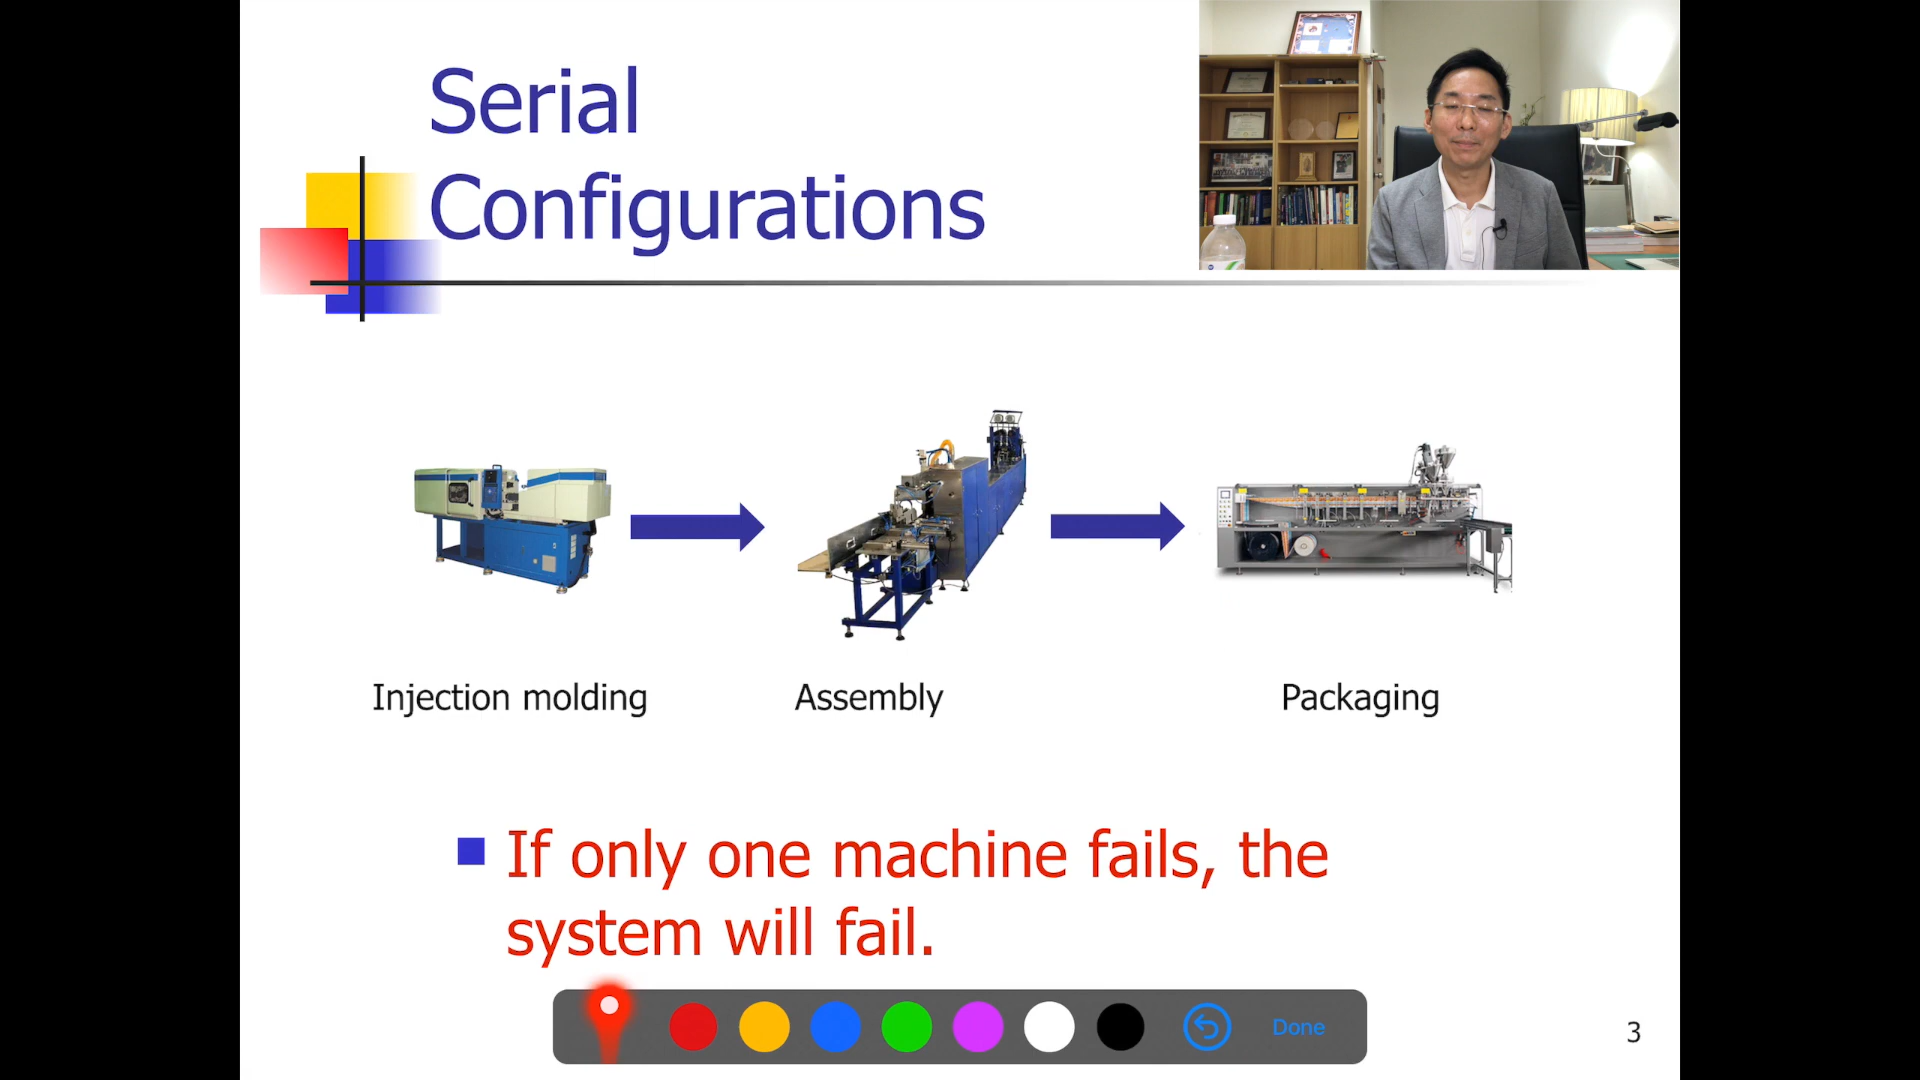 Serial
Configurations
Injection molding
Assembly
Packaging
If only one machine fails, the
system will fail.
Done
3